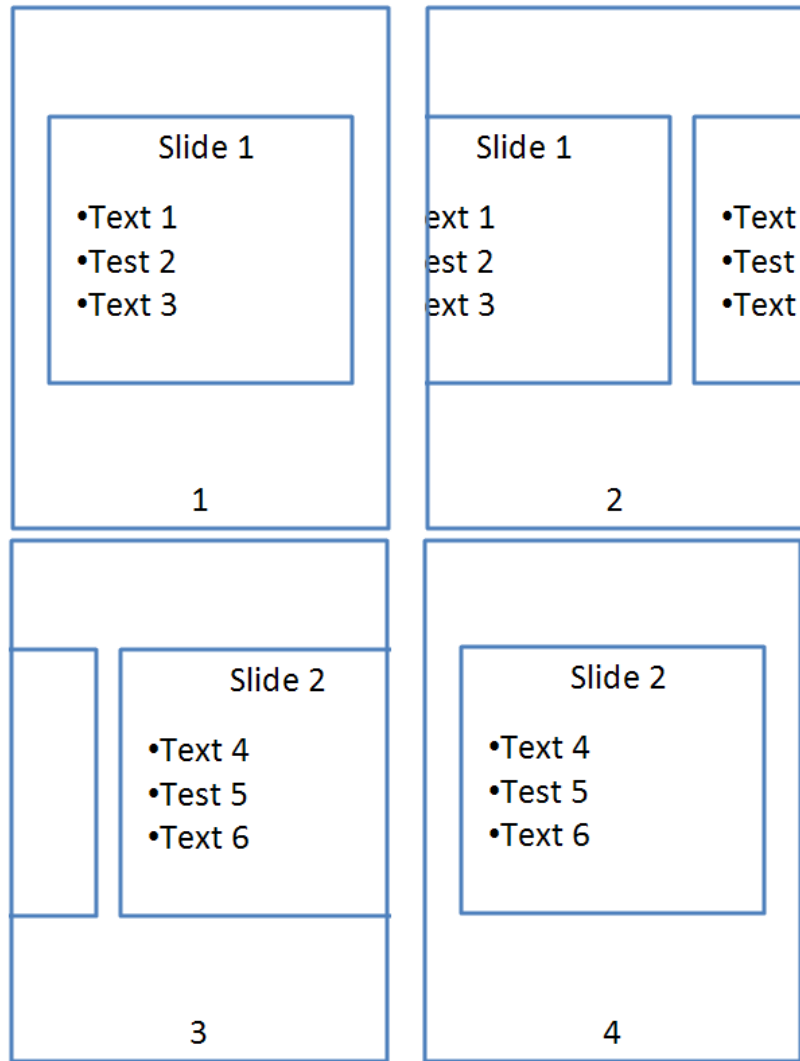 Slide 1
•Text 1
•Test 2
•Text 3
1
Slide 1
ext 1
est 2
ext 3
•Text
•Test
•Text
2
Slide 2
•Text 4
•Test 5
•Text 6
3
Slide 2
•Text 4
•Test 5
•Text 6
4